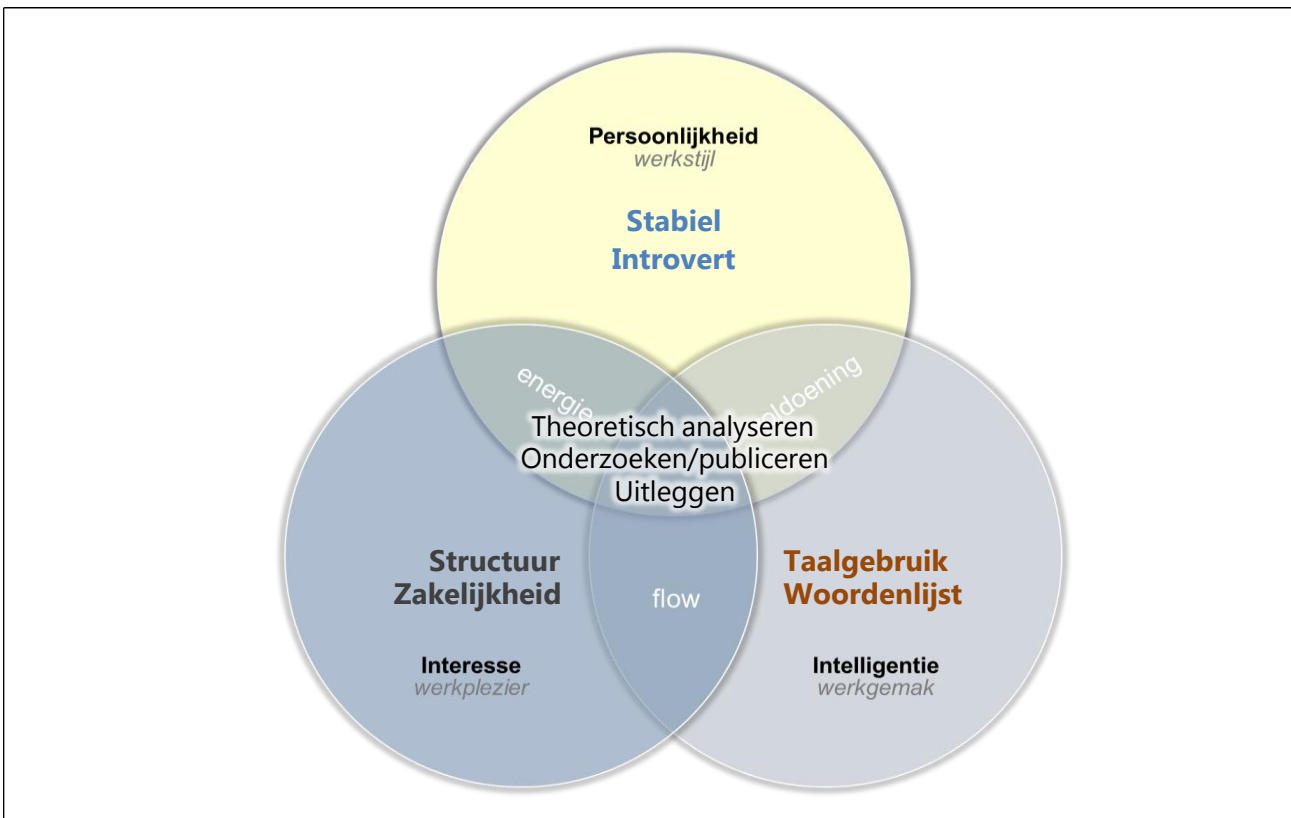 Persoonlijkheid
werkstijl
Stabiel
Introvert
energie
oldoening
Theoretisch analyseren
Onderzoeken/publiceren
Uitleggen
Structuur
Zakelijkheid
Taalgebruik
Woordenlijst
flow
Interesse
werkplezier
Intelligentie
werkgemak